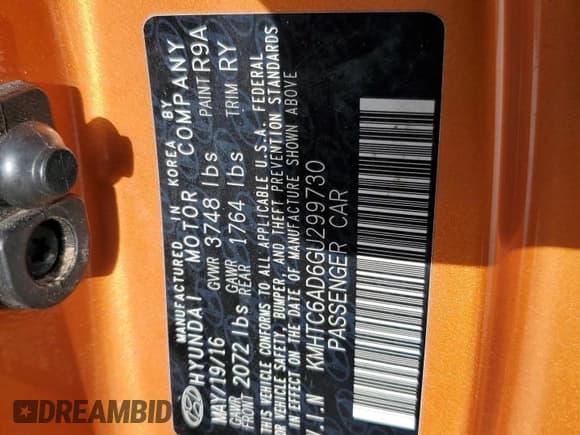 MANUFACTURED IN KOREA BY
HYUNDAI MOTOR COMPANY
MAY/19/16 GVWR 3748 lbs PAINT R9A
GAWR FRONT 2072 lbs GAWR REAR 1764 lbs TRIM RY
THIS VEHICLE CONFORMS TO ALL APPLICABLE U.S.A. FEDERAL
MOTOR VEHICLE SAFETY, BUMPER, AND THEFT PREVENTION STANDARDS
IN EFFECT ON THE DATE OF MANUFACTURE SHOWN ABOVE
V.I.N KMHTC6AD6GU299730
PASSENGER CAR
DREAMBID